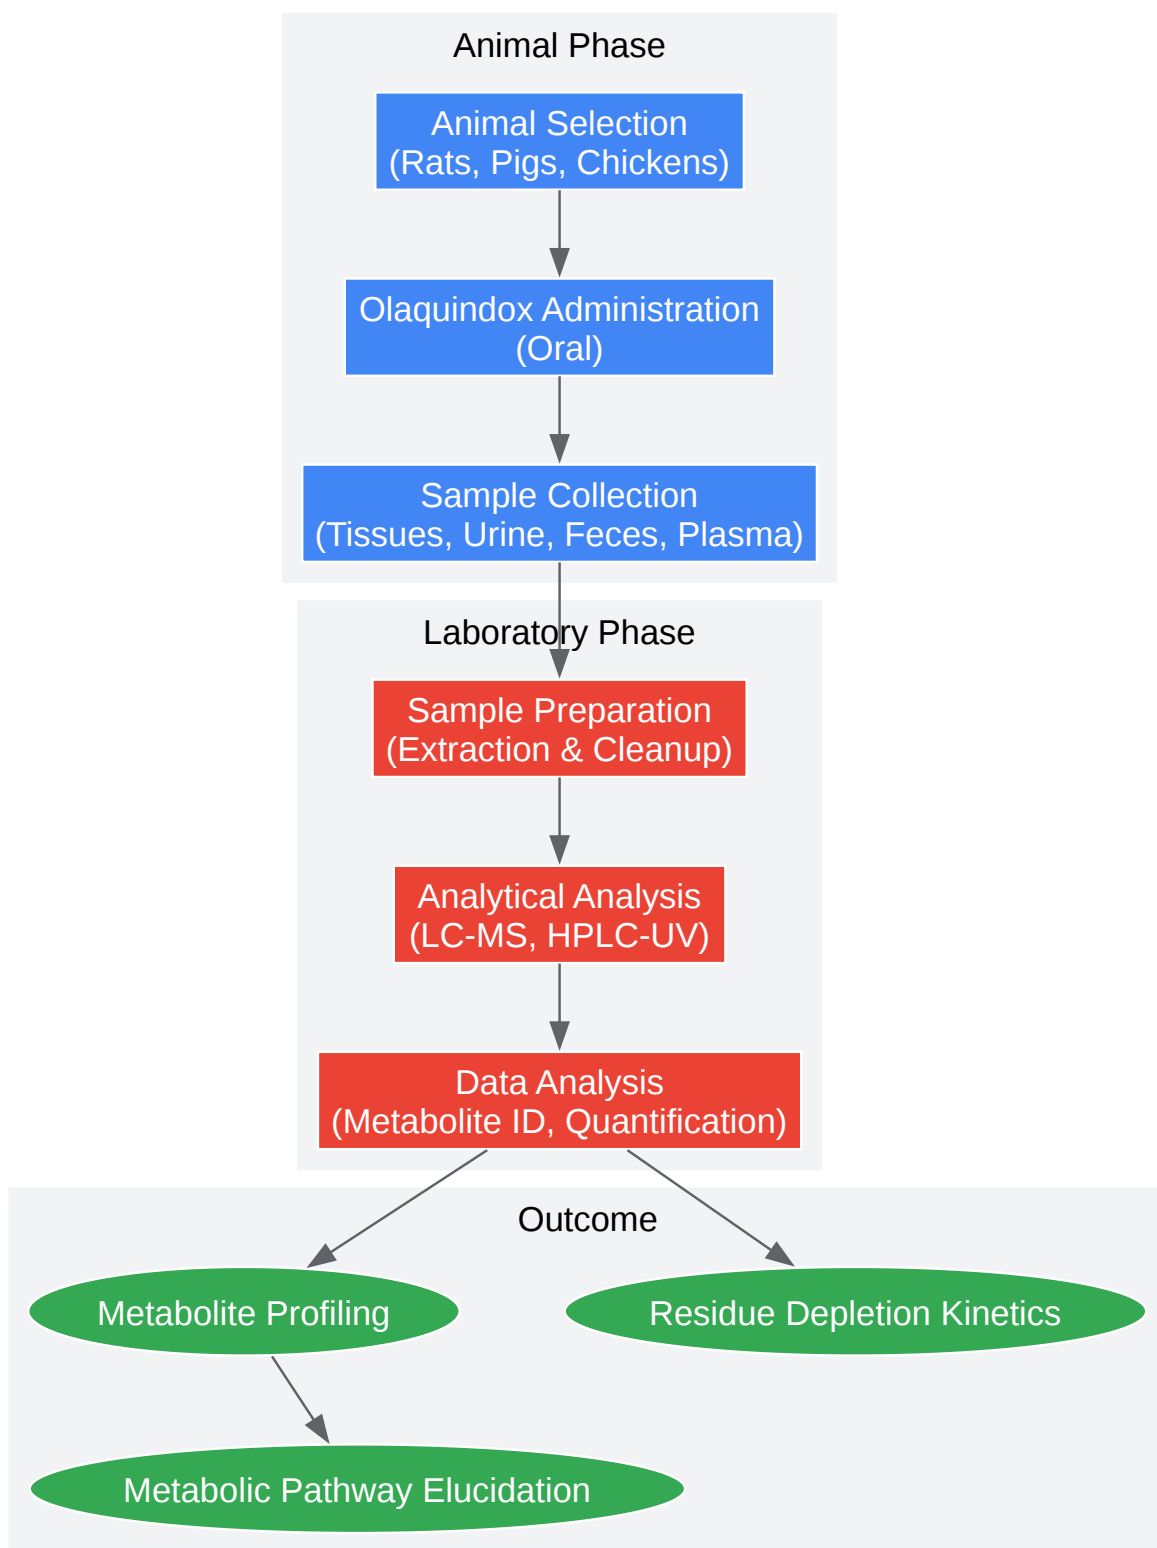 Animal Phase
Animal Selection
(Rats, Pigs, Chickens)
Olaquindox Administration
(Oral)
Sample Collection
(Tissues, Urine, Feces, Plasma)
Laboratory Phase
Sample Preparation
(Extraction & Cleanup)
Analytical Analysis
(LC-MS, HPLC-UV)
Data Analysis
(Metabolite ID, Quantification)
Outcome
Metabolite Profiling
Residue Depletion Kinetics
Metabolic Pathway Elucidation